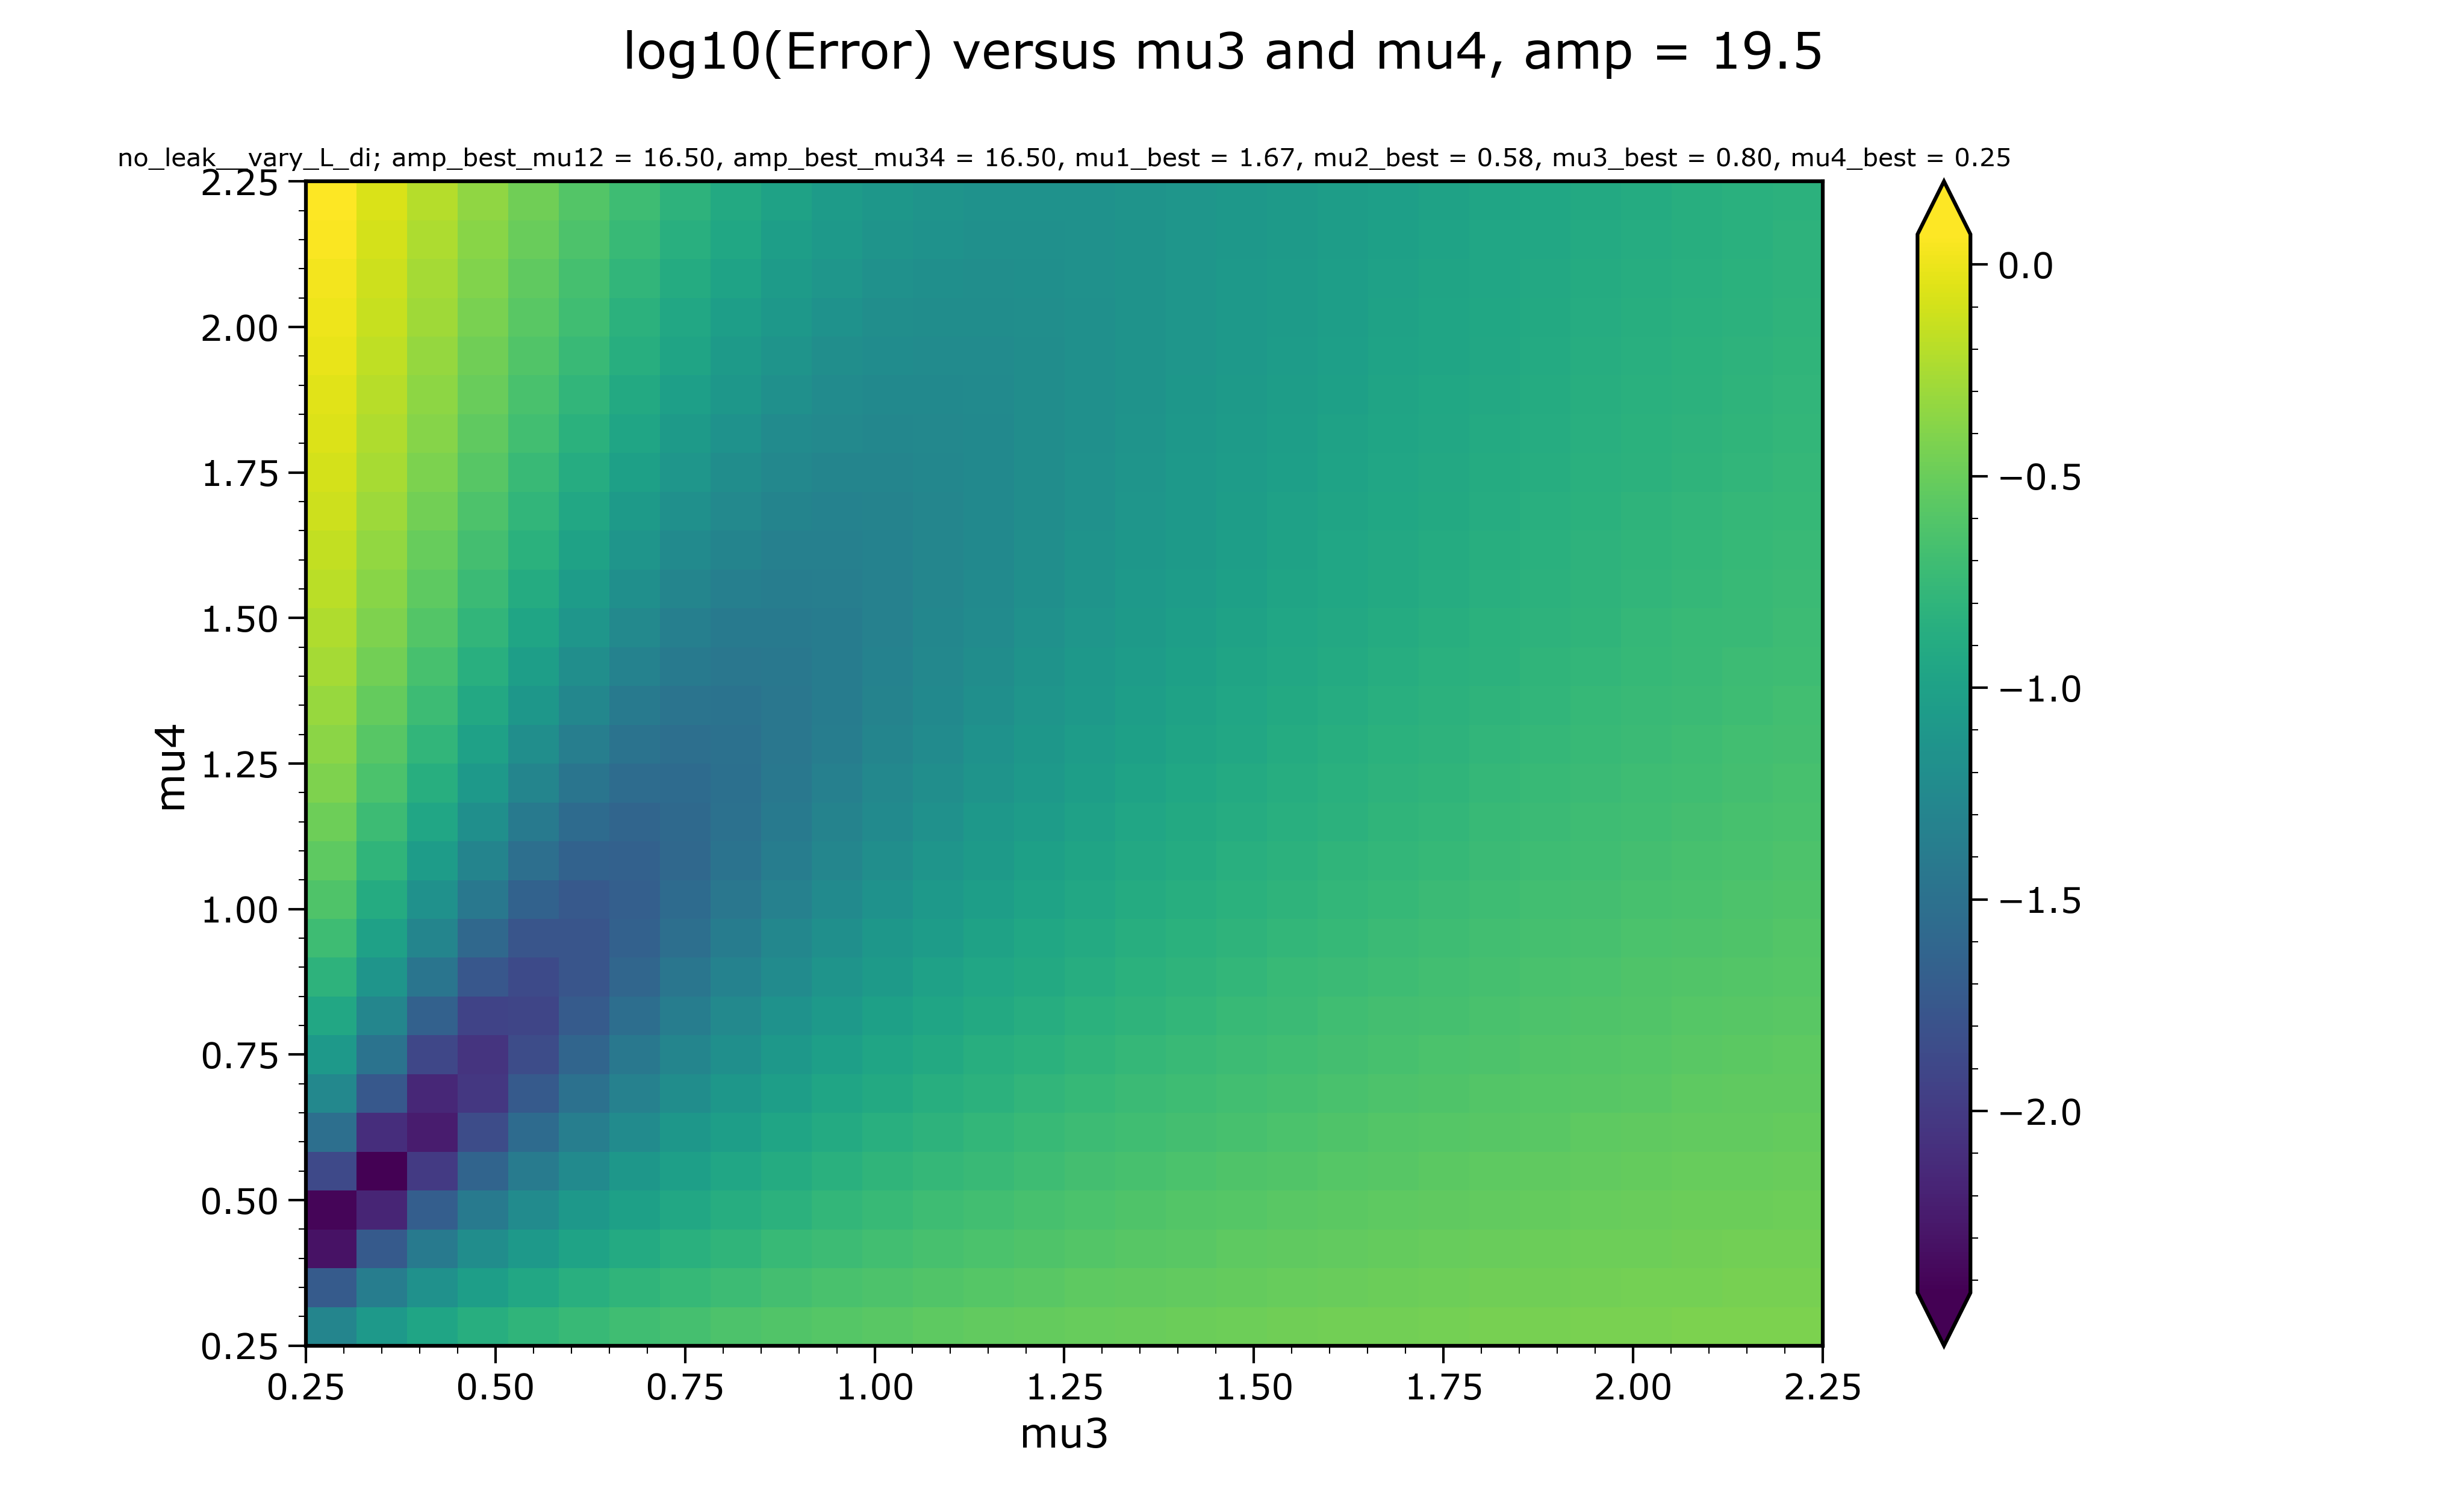 log10(Error) versus mu3 and mu4, amp = 19.5
no_leak__vary_L_di; amp_best_mu12 = 16.50, amp_best_mu34 = 16.50, mu1_best = 1.67, mu2_best = 0.58, mu3_best = 0.80, mu4_best = 0.25
2.25
2.00
1.75
1.50
1.25
1.00
0.75
0.50
0.25
mu4
0.25 0.50 0.75 1.00 1.25 1.50 1.75 2.00 2.25
mu3
0.0
−0.5
−1.0
−1.5
−2.0